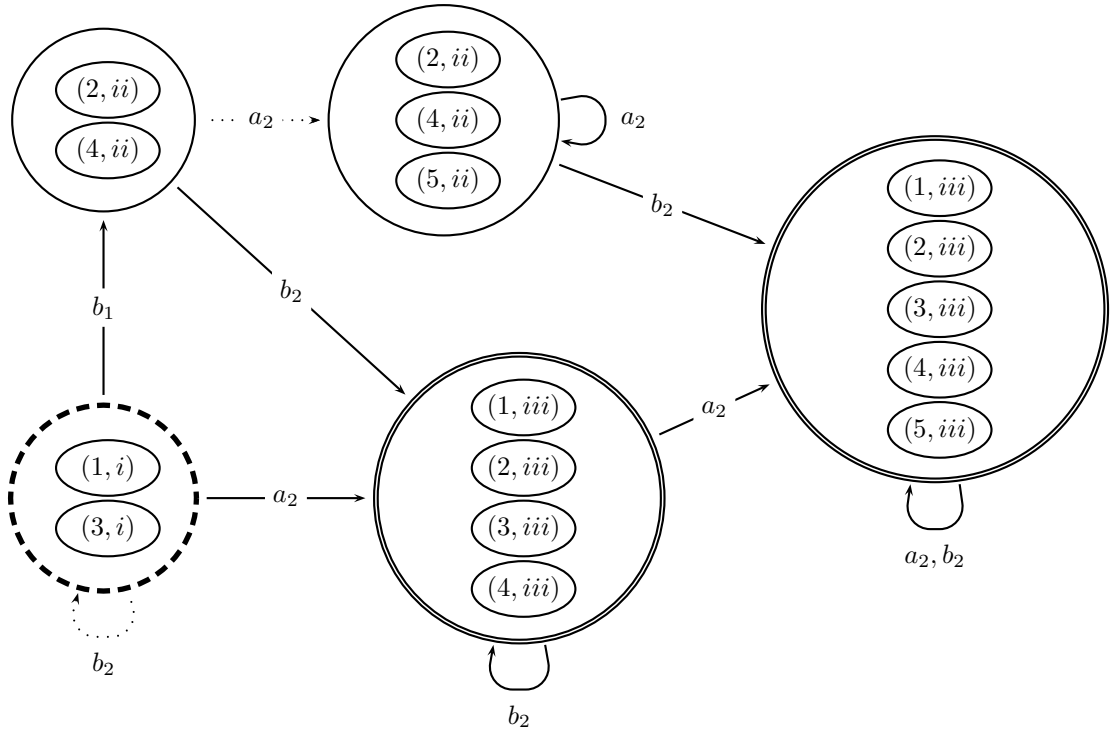 (2, ii)
(4, ii)
a₂
(2, ii)
(4, ii)
(5, ii)
a₂
b₂
(1, iii)
(2, iii)
(3, iii)
(4, iii)
(5, iii)
a₂, b₂
b₁
b₂
(1, i)
(3, i)
b₂
a₂
(1, iii)
(2, iii)
(3, iii)
(4, iii)
b₂
a₂